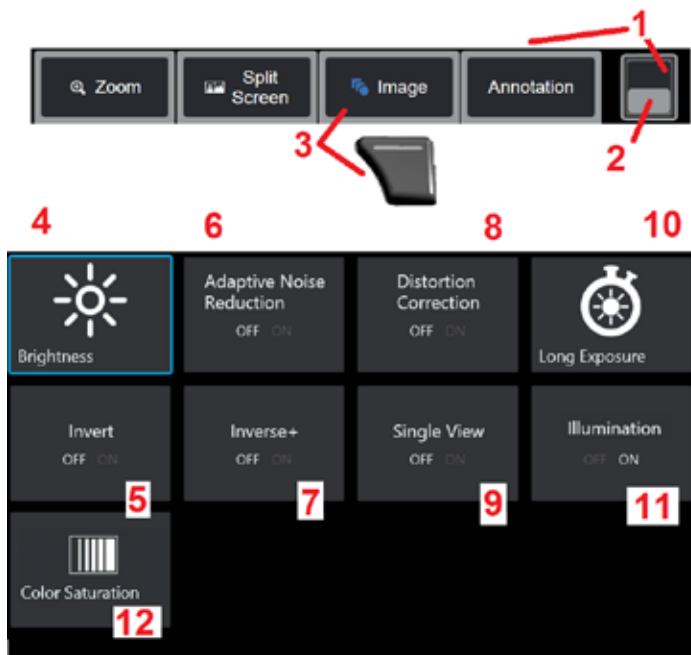 1
Zoom
Split
Screen
Image
Annotation
3
2
4
6
8
10
Brightness
Adaptive Noise
Reduction
OFF ON
Distortion
Correction
OFF ON
Long Exposure
Invert
OFF ON
Inverse+
OFF ON
Single View
OFF ON
Illumination
OFF ON
5
7
9
11
Color Saturation
12